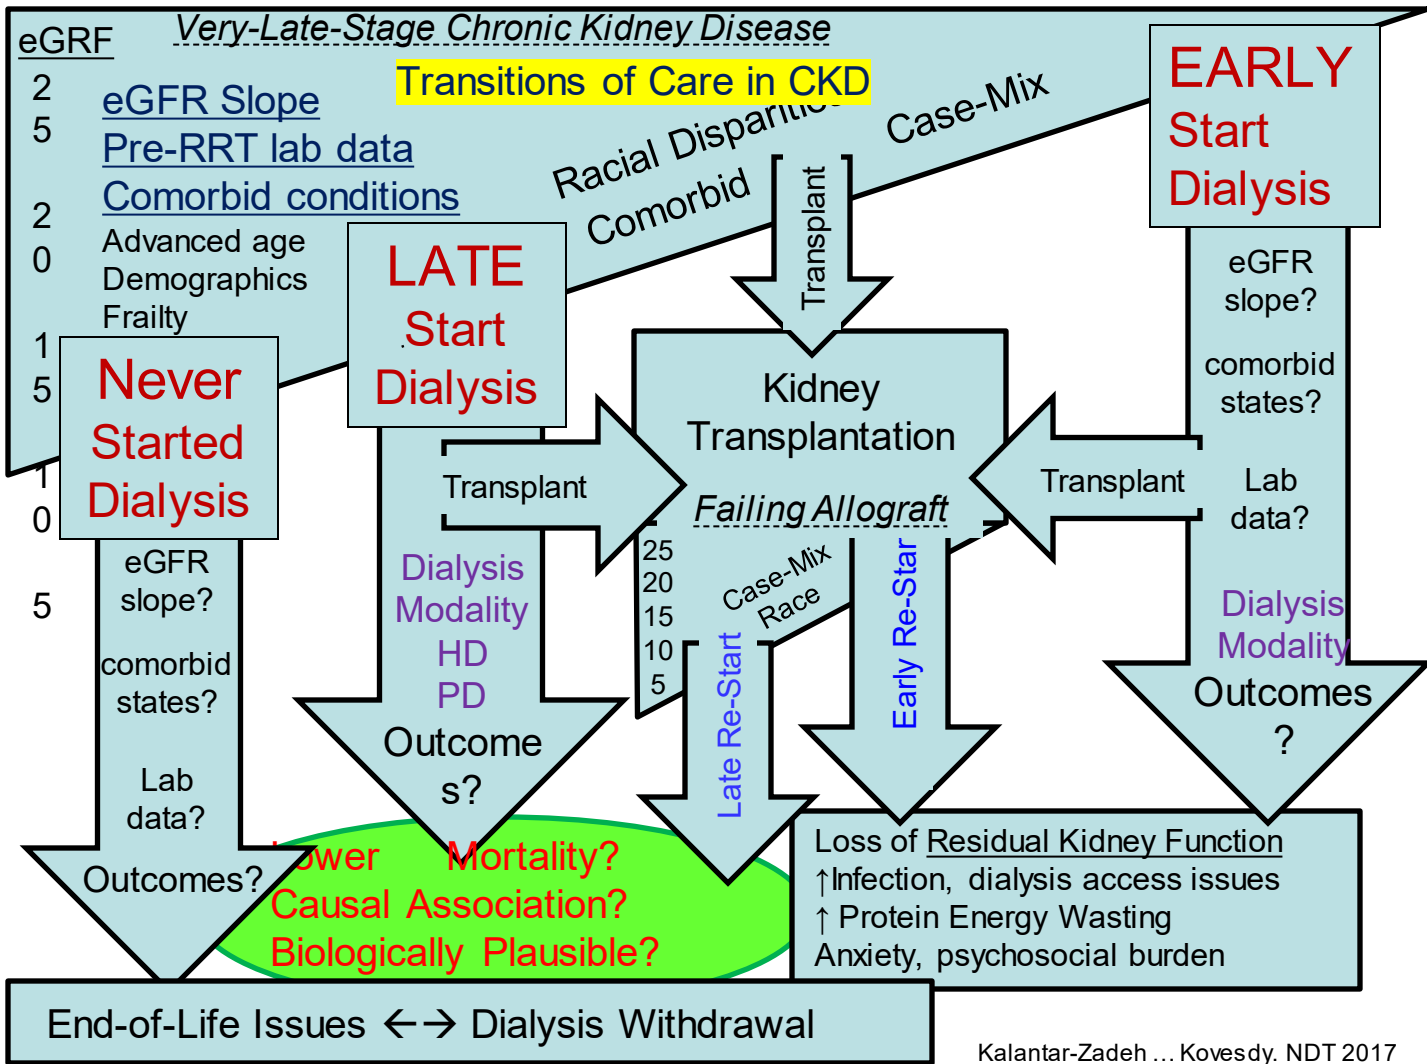 Very-Late-Stage Chronic Kidney Disease
eGRF
Transitions of Care in CKD
2
5
2
0
1
5
1
0
5
eGFR Slope
Pre-RRT lab data
Comorbid conditions
Advanced age
Demographics
Frailty
Racial Disparities
Case-Mix
Comorbid
EARLY
Start
Dialysis
LATE
Start
Dialysis
Never
Started
Dialysis
Transplant
Kidney
Transplantation
Failing Allograft
Transplant
Transplant
eGFR
slope?
comorbid
states?
Lab
data?
Dialysis
Modality
Outcomes
?
eGFR
slope?
comorbid
states?
Lab
data?
Outcomes?
Dialysis
Modality
HD
PD
Outcome
s?
25
20
15
10
5
Case-Mix
Race
Late Re-Start
Early Re-Star
Lower Mortality?
Causal Association?
Biologically Plausible?
Loss of Residual Kidney Function
↑Infection, dialysis access issues
↑ Protein Energy Wasting
Anxiety, psychosocial burden
End-of-Life Issues ←→ Dialysis Withdrawal
Kalantar-Zadeh … Kovesdy. NDT 2017